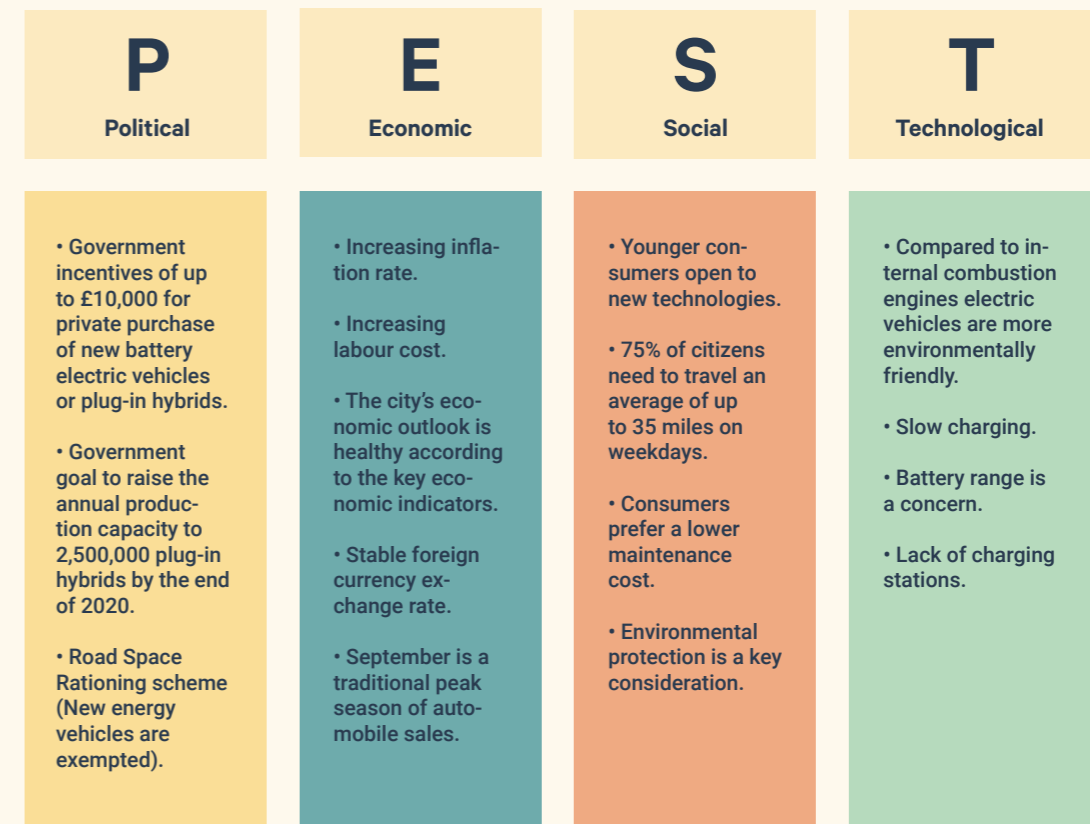 P
Political
E
Economic
S
Social
T
Technological
• Government
incentives of up
to £10,000 for
private purchase
of new battery
electric vehicles
or plug-in hybrids.
• Government
goal to raise the
annual produc-
tion capacity to
2,500,000 plug-in
hybrids by the end
of 2020.
• Road Space
Rationing scheme
(New energy
vehicles are
exempted).
• Increasing infla-
tion rate.
• Increasing
labour cost.
• The city’s eco-
nomic outlook is
healthy according
to the key eco-
nomic indicators.
• Stable foreign
currency ex-
change rate.
• September is a
traditional peak
season of auto-
mobile sales.
• Younger con-
sumers open to
new technologies.
• 75% of citizens
need to travel an
average of up
to 35 miles on
weekdays.
• Consumers
prefer a lower
maintenance
cost.
• Environmental
protection is a key
consideration.
• Compared to in-
ternal combustion
engines electric
vehicles are more
environmentally
friendly.
• Slow charging.
• Battery range is
a concern.
• Lack of charging
stations.